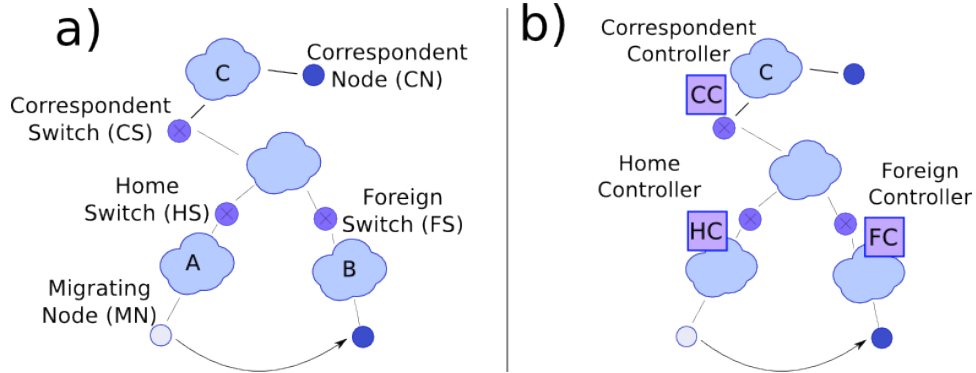 a)
Correspondent
Node (CN)
C
Correspondent
Switch (CS)
Home
Switch (HS)
Foreign
Switch (FS)
A
B
Migrating
Node (MN)
b)
Correspondent
Controller
C
CC
Home
Controller
Foreign
Controller
HC
FC